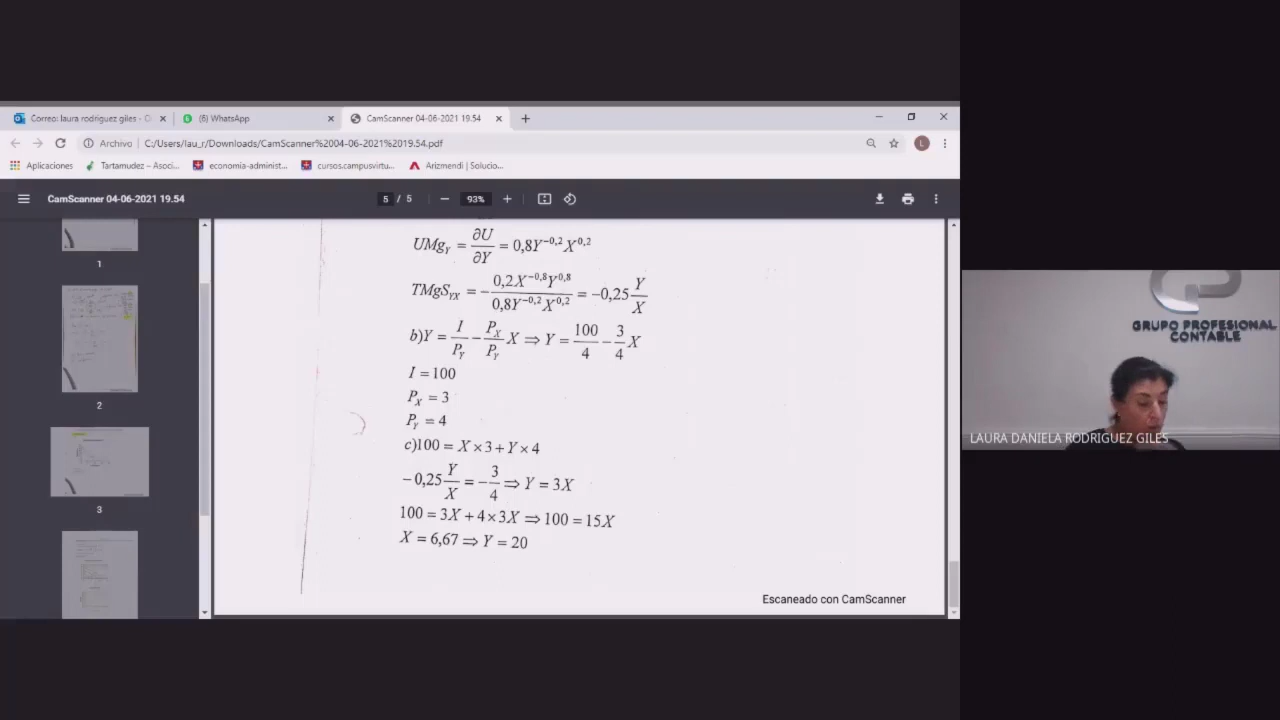 Correo: laura rodriguez giles - O
(6) WhatsApp
CamScanner 04-06-2021 19.54
Archivo
C:/Users/lau_r/Downloads/CamScanner%2004-06-2021%2019.54.pdf
L
Aplicaciones
Tartamudez – Asoci...
economia-administ...
cursos.campusvirtu...
Arizmendi | Solucio...
CamScanner 04-06-2021 19.54
5 / 5
93%
1
2
3
UMg_Y = ∂U/∂Y = 0,8Y^−0,2 X^0,2
TMgS_YX = − 0,2X^−0,8 Y^0,8 / 0,8Y^−0,2 X^0,2 = −0,25 Y/X
b)Y = I/P_Y − P_X/P_Y X ⇒ Y = 100/4 − 3/4 X
I = 100
P_X = 3
P_Y = 4
c)100 = X × 3 + Y × 4
−0,25 Y/X = − 3/4 ⇒ Y = 3X
100 = 3X + 4 × 3X ⇒ 100 = 15X
X = 6,67 ⇒ Y = 20
Escaneado con CamScanner
GRUPO PROFESIONAL
CONTABLE
LAURA DANIELA RODRIGUEZ GILES